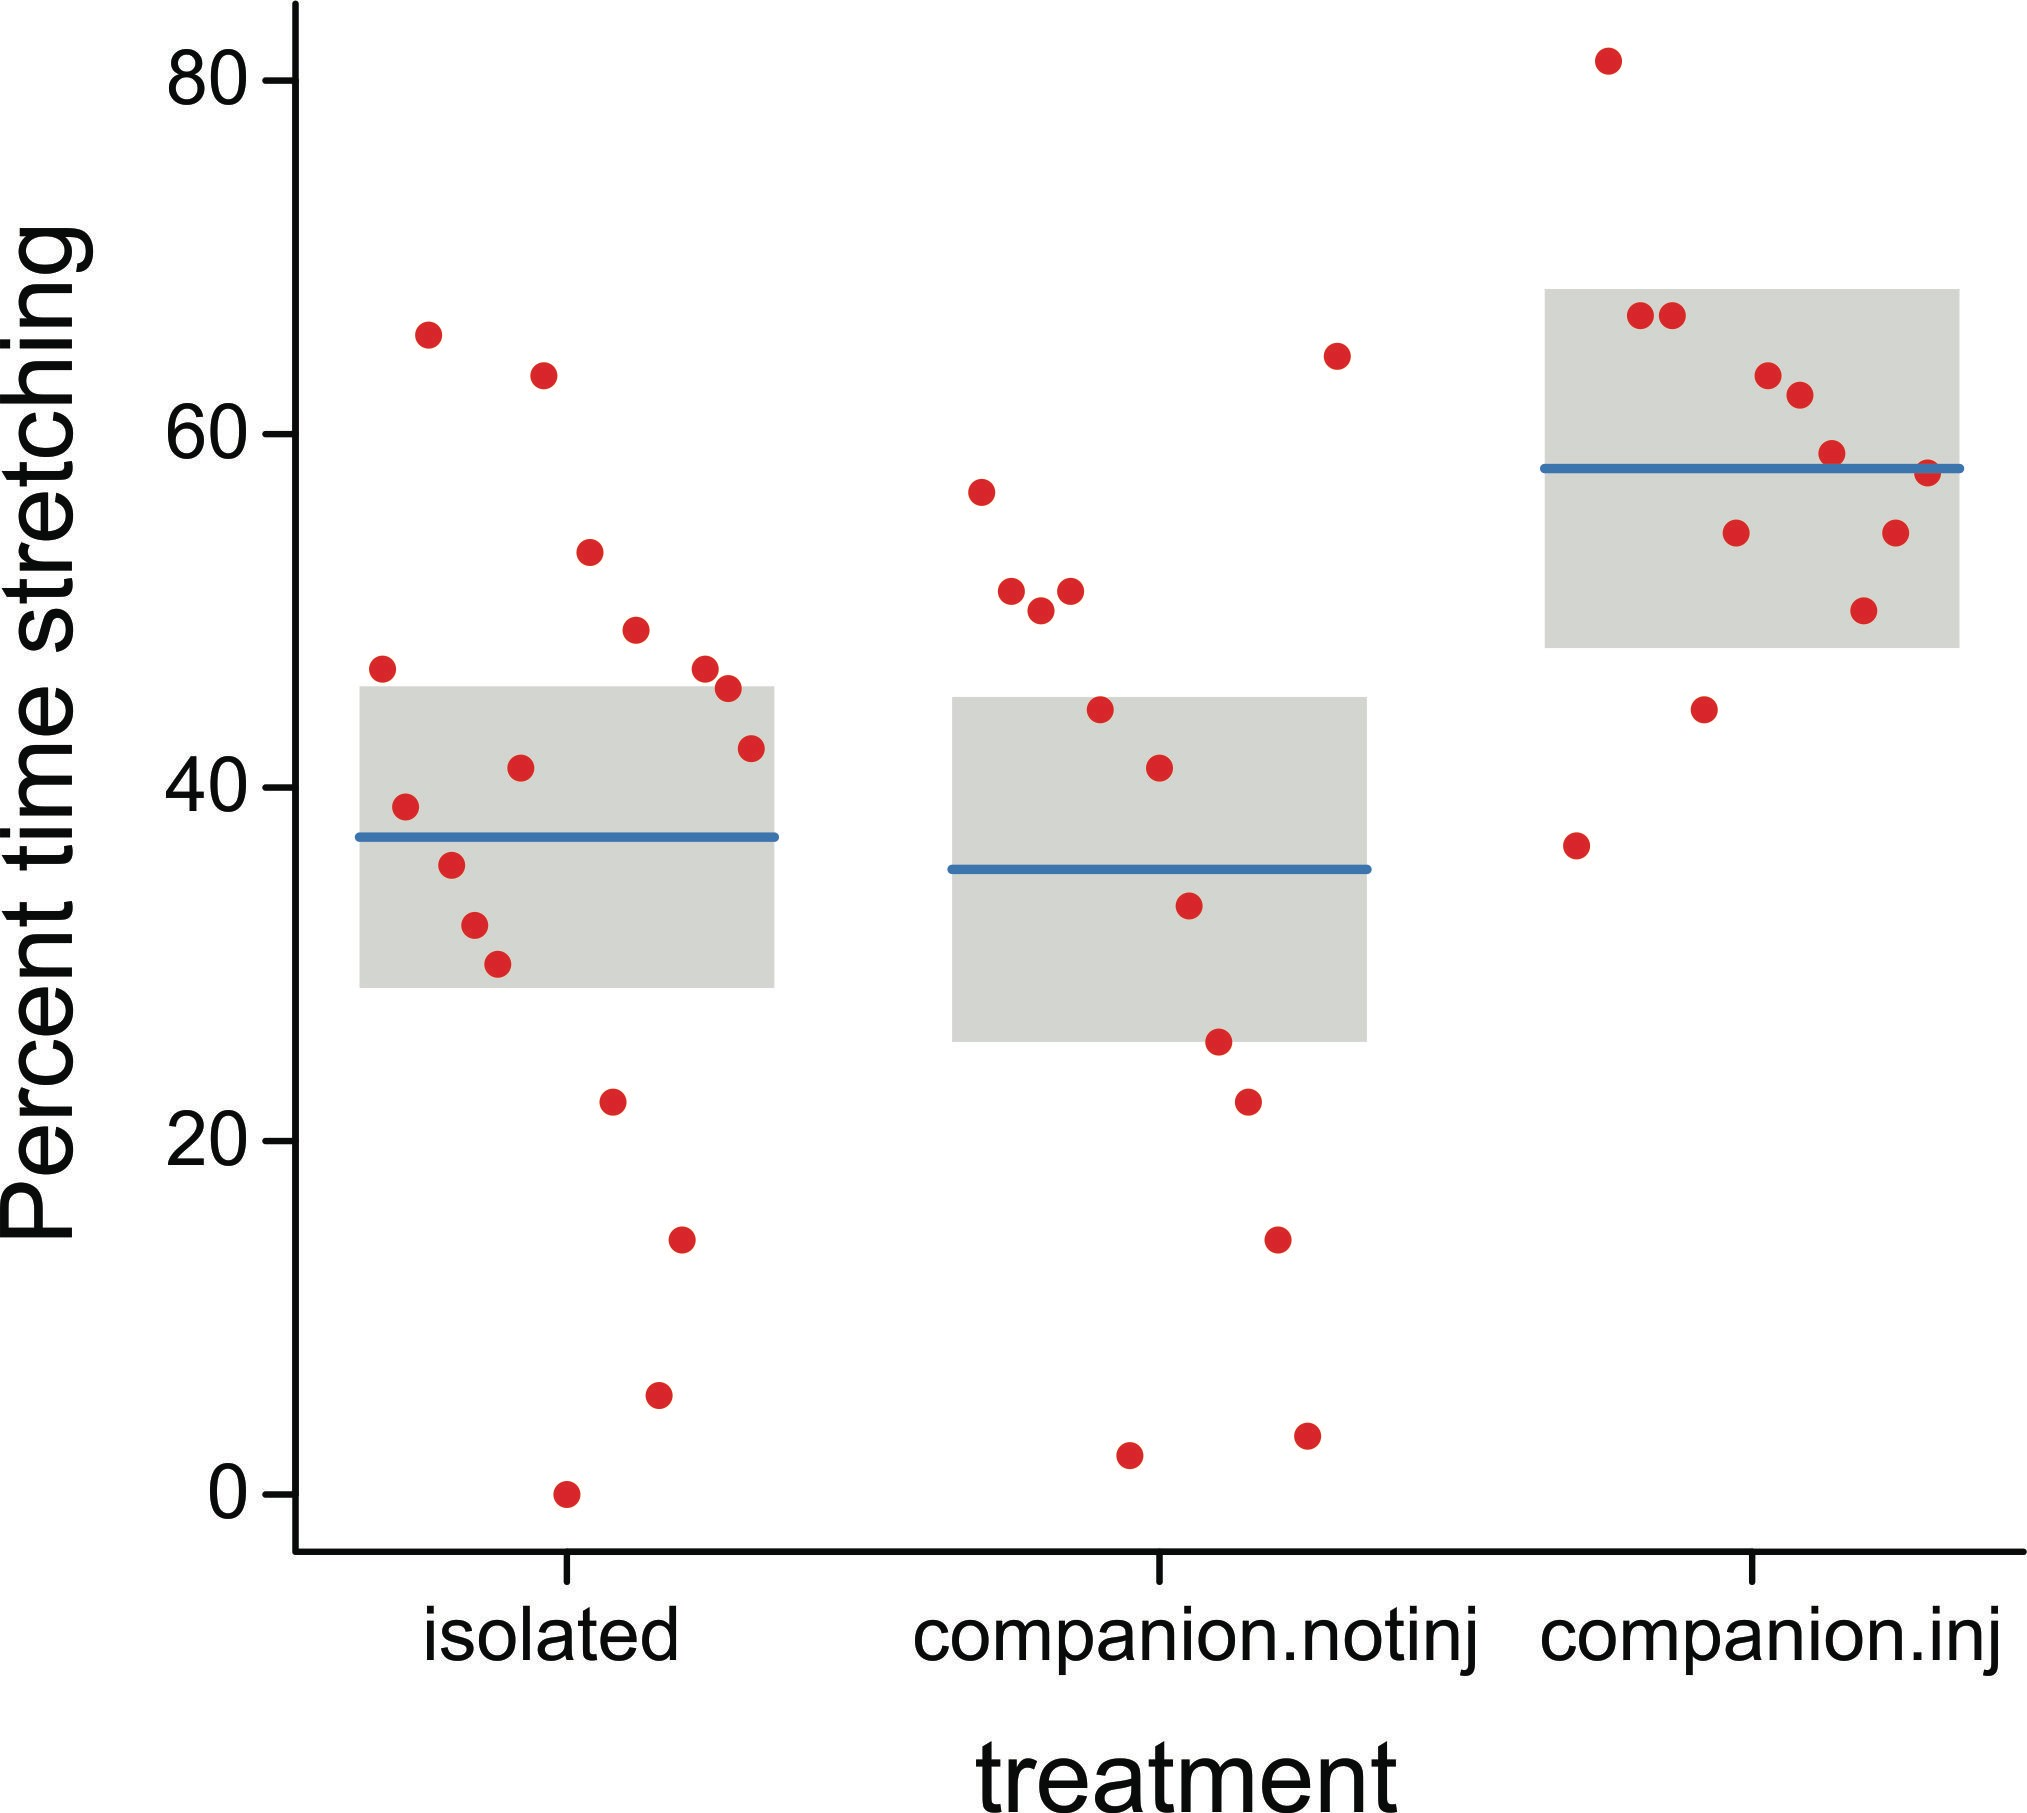 Percent time stretching
80
60
40
20
0
isolated
companion.notinj
companion.inj
treatment